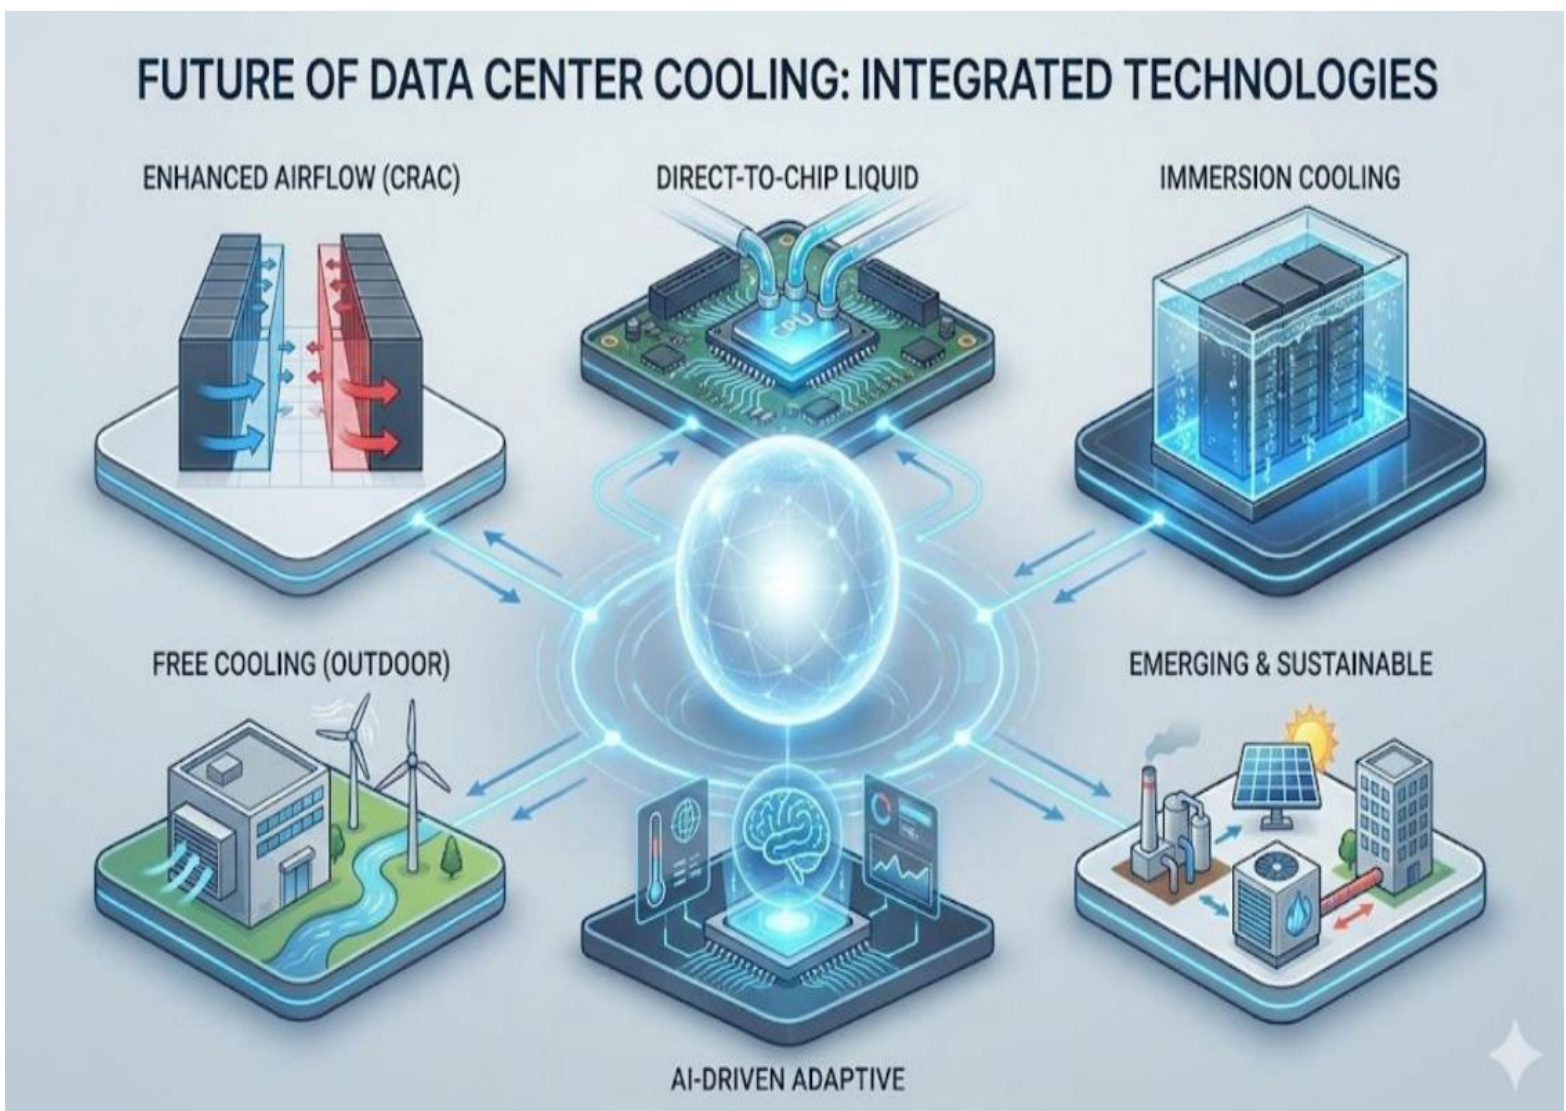 FUTURE OF DATA CENTER COOLING: INTEGRATED TECHNOLOGIES
ENHANCED AIRFLOW (CRAC)
DIRECT-TO-CHIP LIQUID
IMMERSION COOLING
CPU
FREE COOLING (OUTDOOR)
EMERGING & SUSTAINABLE
AI-DRIVEN ADAPTIVE